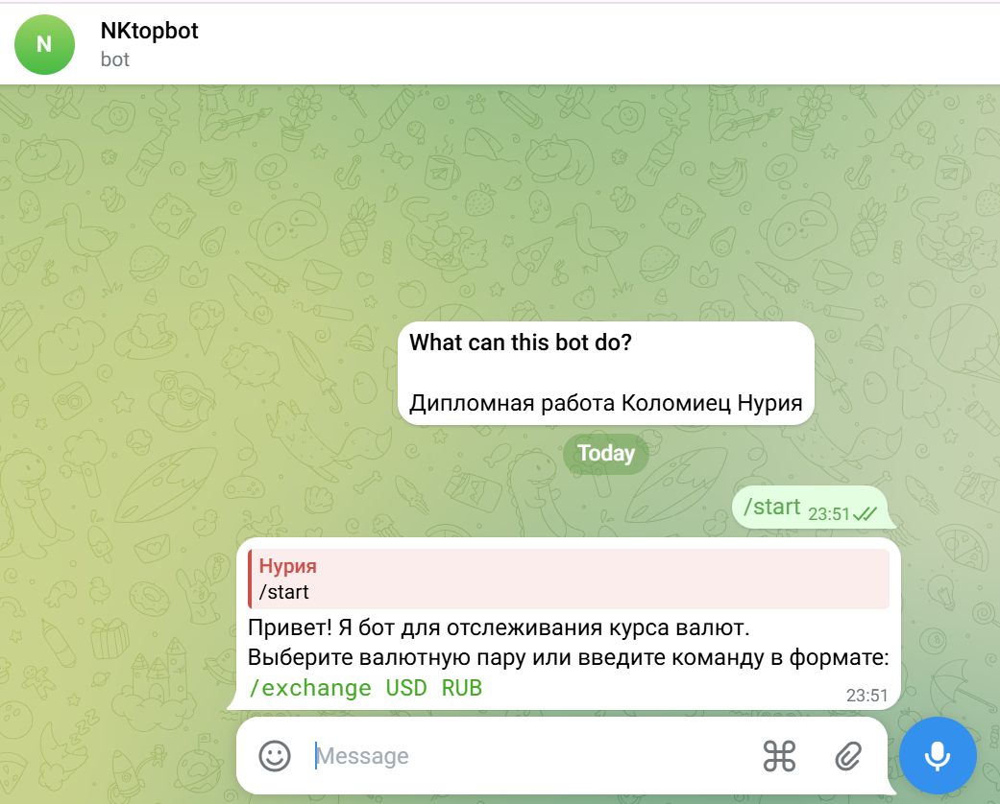 N
NKtopbot
bot
What can this bot do?
Дипломная работа Коломиец Нурия
Today
/start 23:51
Нурия
/start
Привет! Я бот для отслеживания курса валют.
Выберите валютную пару или введите команду в формате:
/exchange USD RUB
23:51
Message